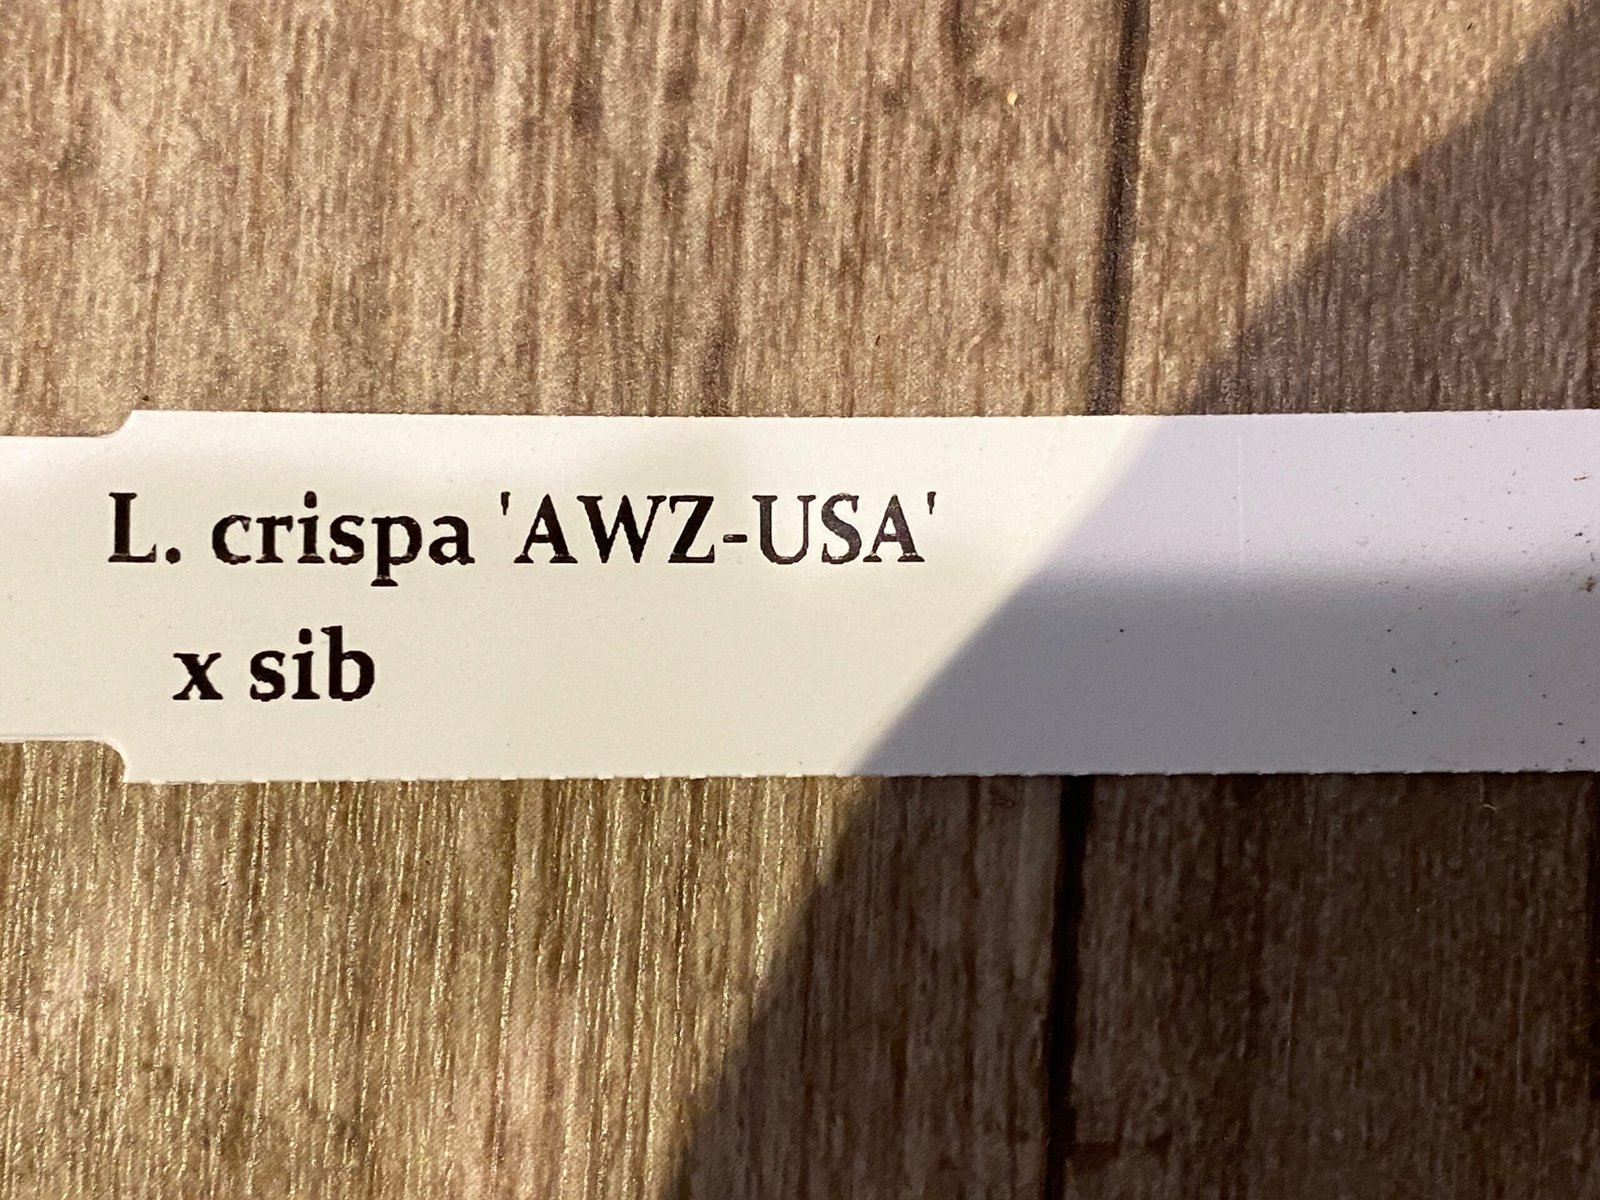 L. crispa 'AWZ-USA'
x sib